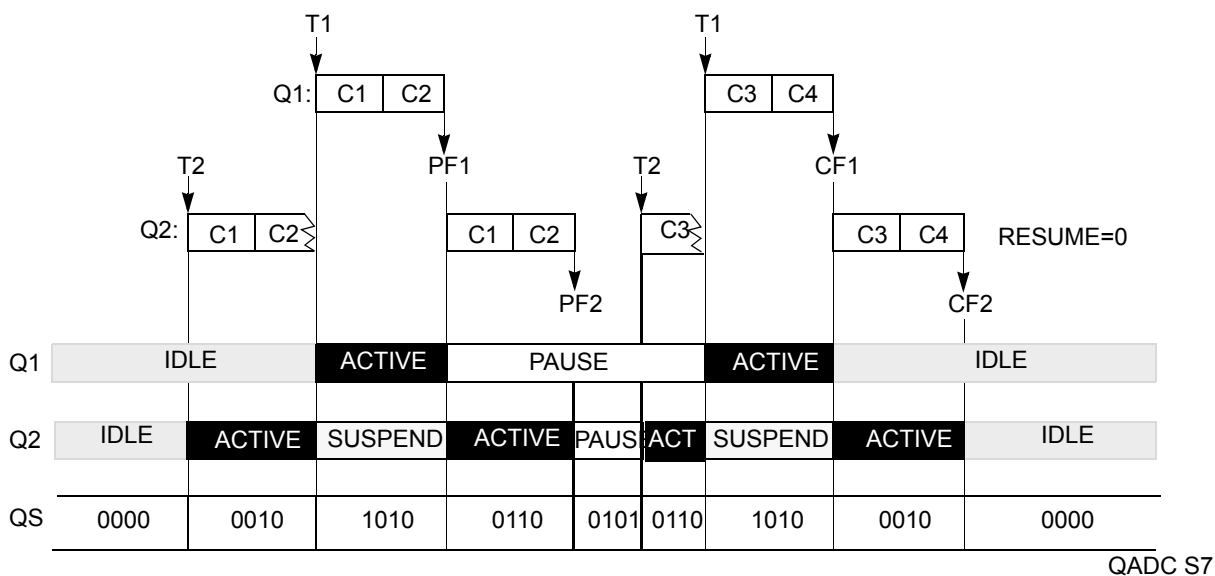 T1 T1
Q1: C1 C2 C3 C4
T2 PF1 T2 CF1
Q2: C1 C2 C1 C2 C3 C3 C4 RESUME=0
PF2 CF2
Q1 IDLE ACTIVE PAUSE ACTIVE IDLE
Q2 IDLE ACTIVE SUSPEND ACTIVE PAUSE ACT SUSPEND ACTIVE IDLE
QS 0000 0010 1010 0110 0101 0110 1010 0010 0000
QADC S7